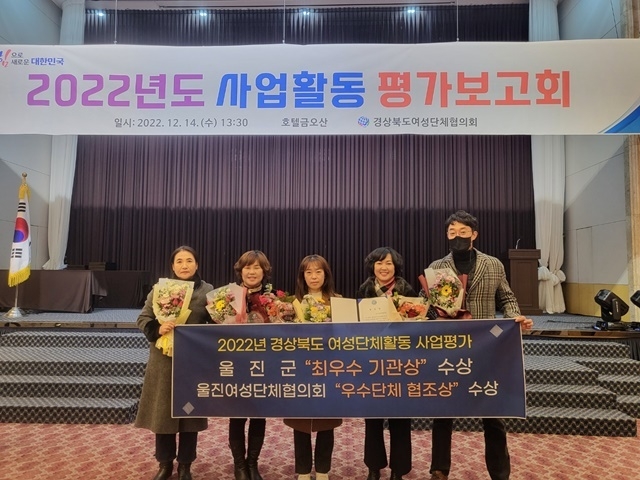 으로
새로운 대한민국
2022년도 사업활동 평가보고회
일시: 2022. 12. 14.(수) 13:30 호텔금오산 경상북도여성단체협의회
2022년 경상북도 여성단체활동 사업평가
울 진 군 "최우수 기관상" 수상
울진여성단체협의회 "우수단체 협조상" 수상